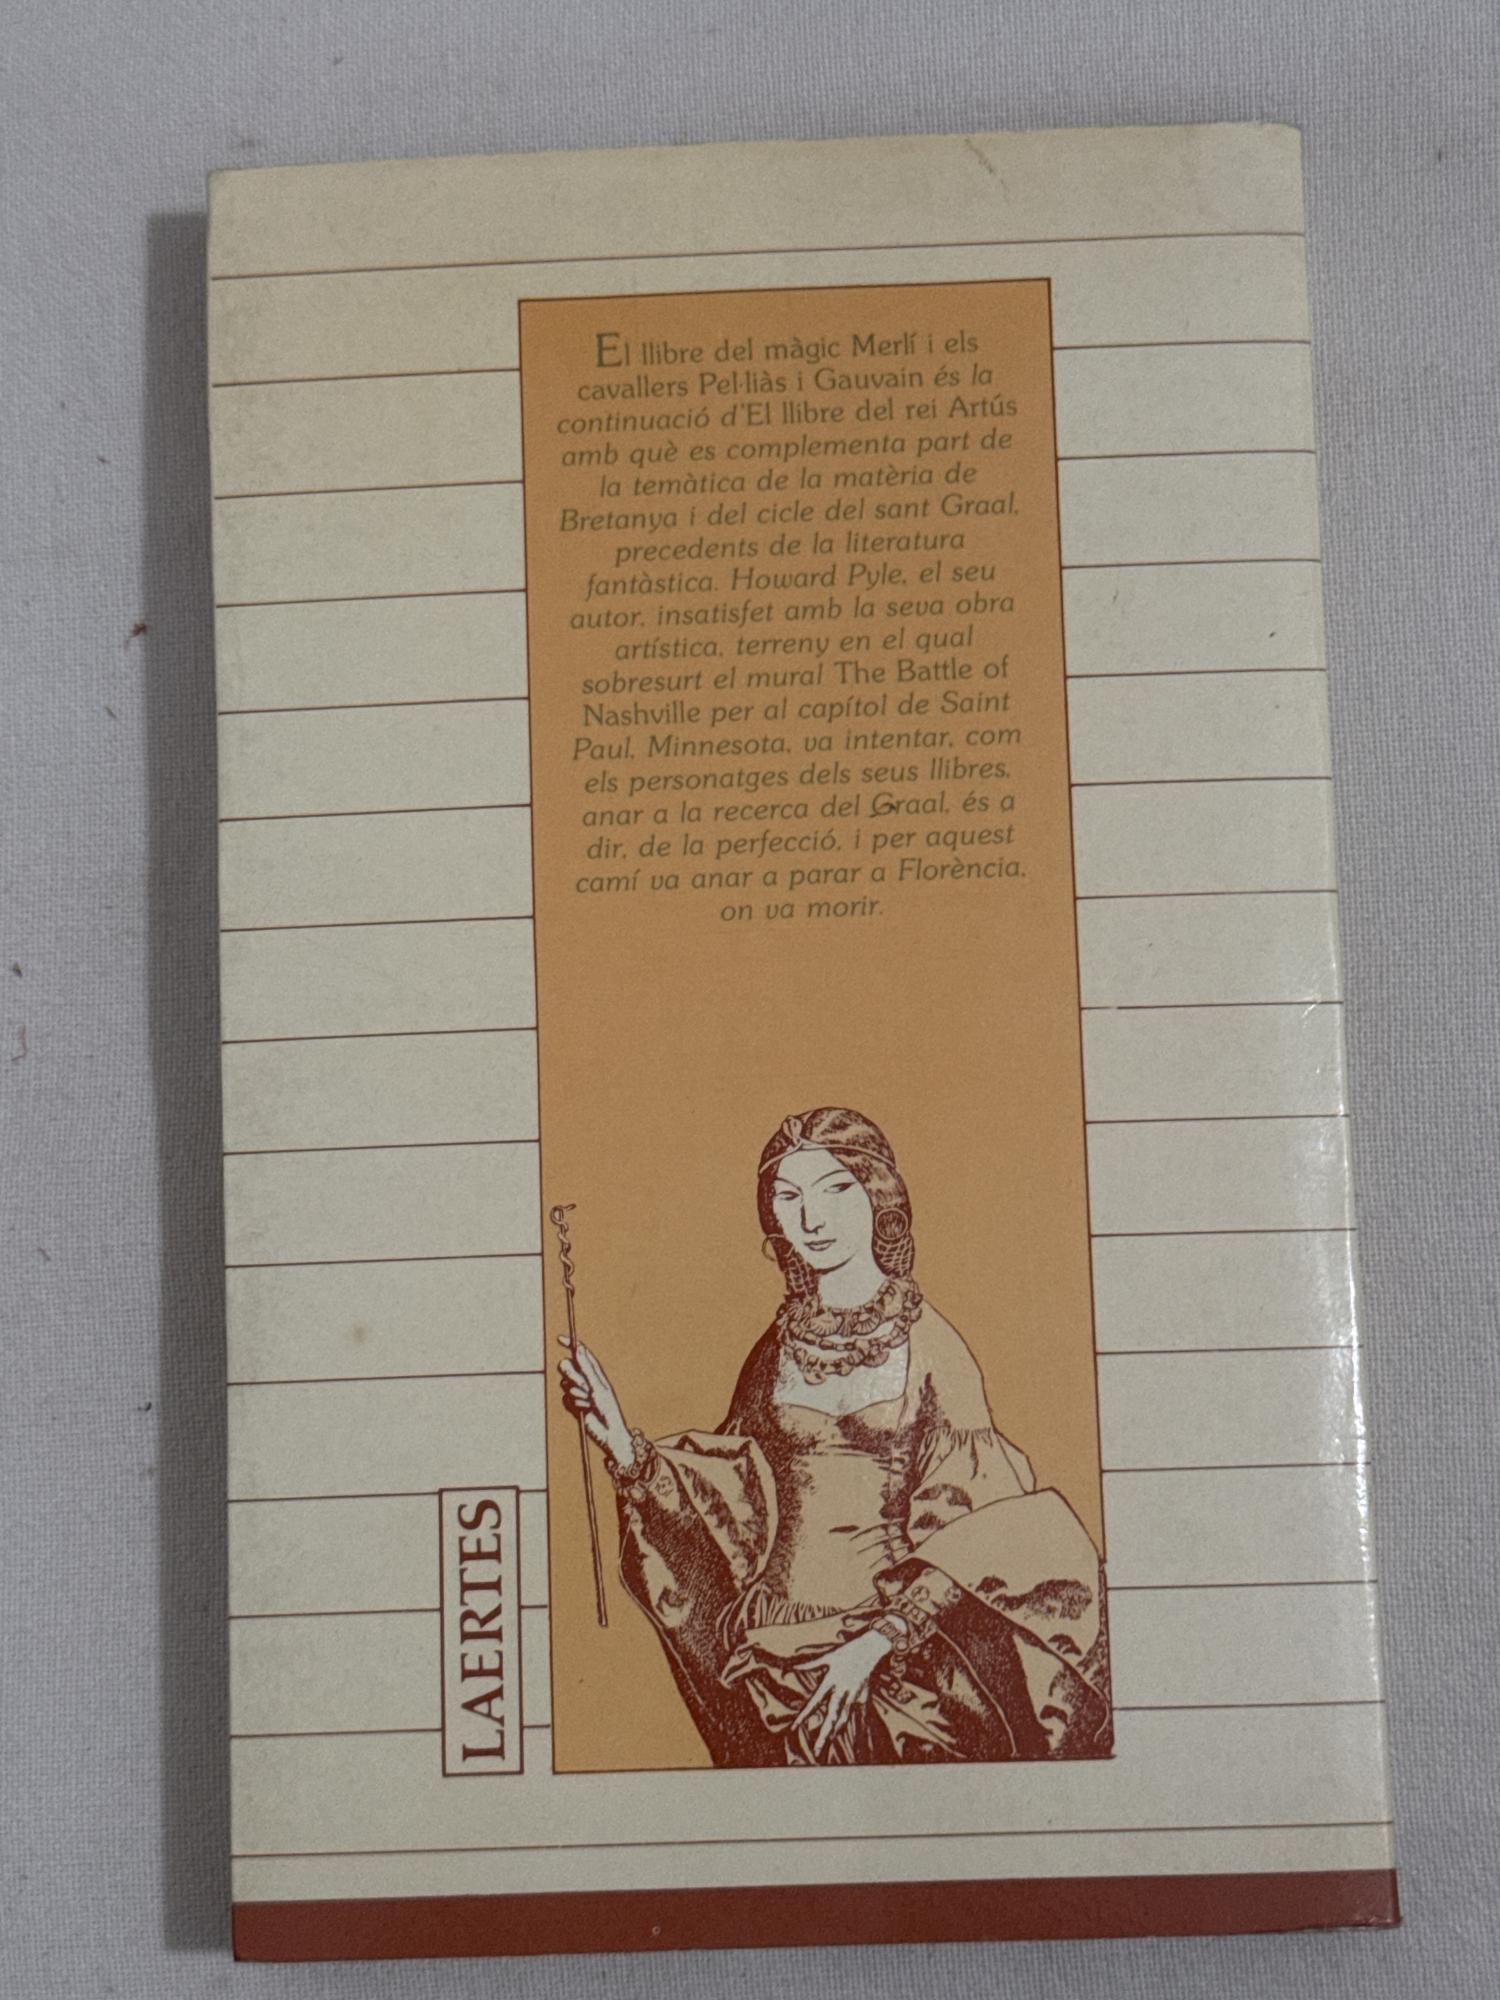 El llibre del màgic Merlí i els
cavallers Pel·liàs i Gauvain és la
continuació d'El llibre del rei Artús
amb què es complementa part de
la temàtica de la matèria de
Bretanya i del cicle del sant Graal,
precedents de la literatura
fantàstica. Howard Pyle, el seu
autor, insatisfet amb la seva obra
artística, terreny en el qual
sobresurt el mural The Battle of
Nashville per al capítol de Saint
Paul, Minnesota, va intentar, com
els personatges dels seus llibres,
anar a la recerca del Graal, és a
dir, de la perfecció, i per aquest
camí va anar a parar a Florència,
on va morir.
LAERTES